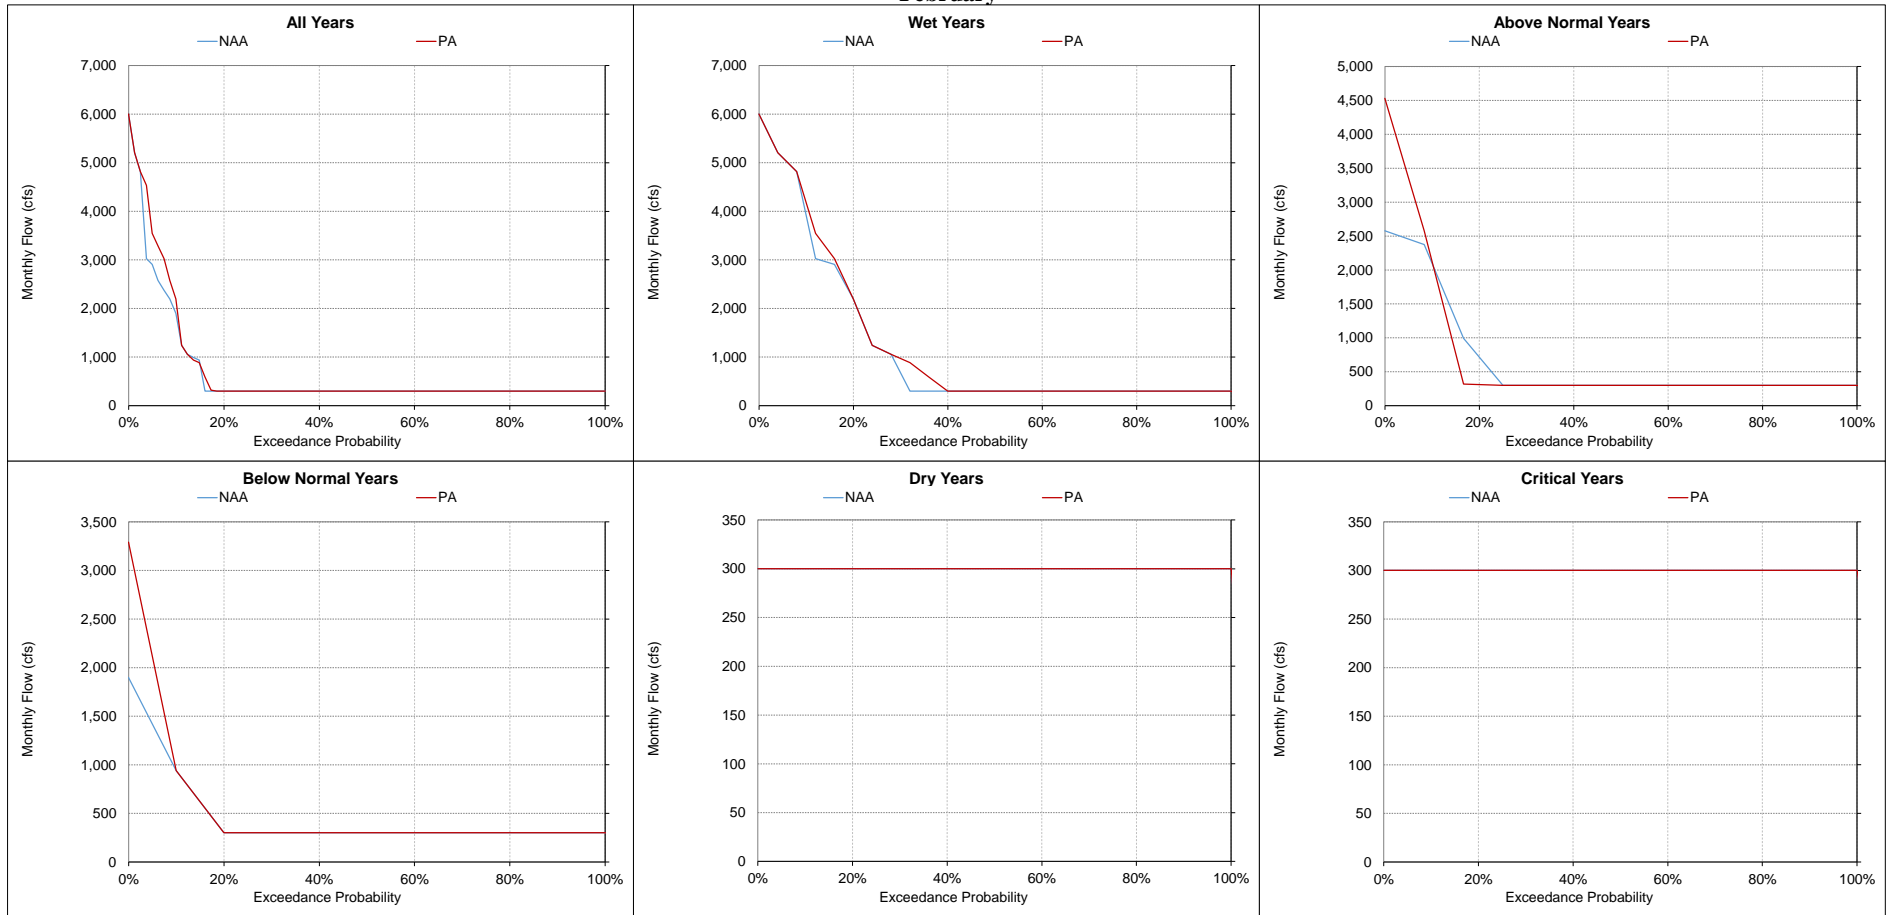 All Years
NAA PA
7,000
6,000
5,000
4,000
3,000
2,000
1,000
0
Monthly Flow (cfs)
0% 20% 40% 60% 80% 100%
Exceedance Probability
Wet Years
NAA PA
7,000
6,000
5,000
4,000
3,000
2,000
1,000
0
Monthly Flow (cfs)
0% 20% 40% 60% 80% 100%
Exceedance Probability
Above Normal Years
NAA PA
5,000
4,500
4,000
3,500
3,000
2,500
2,000
1,500
1,000
500
0
Monthly Flow (cfs)
0% 20% 40% 60% 80% 100%
Exceedance Probability
Below Normal Years
NAA PA
3,500
3,000
2,500
2,000
1,500
1,000
500
0
Monthly Flow (cfs)
0% 20% 40% 60% 80% 100%
Exceedance Probability
Dry Years
NAA PA
350
300
250
200
150
100
50
0
Monthly Flow (cfs)
0% 20% 40% 60% 80% 100%
Exceedance Probability
Critical Years
NAA PA
350
300
250
200
150
100
50
0
Monthly Flow (cfs)
0% 20% 40% 60% 80% 100%
Exceedance Probability